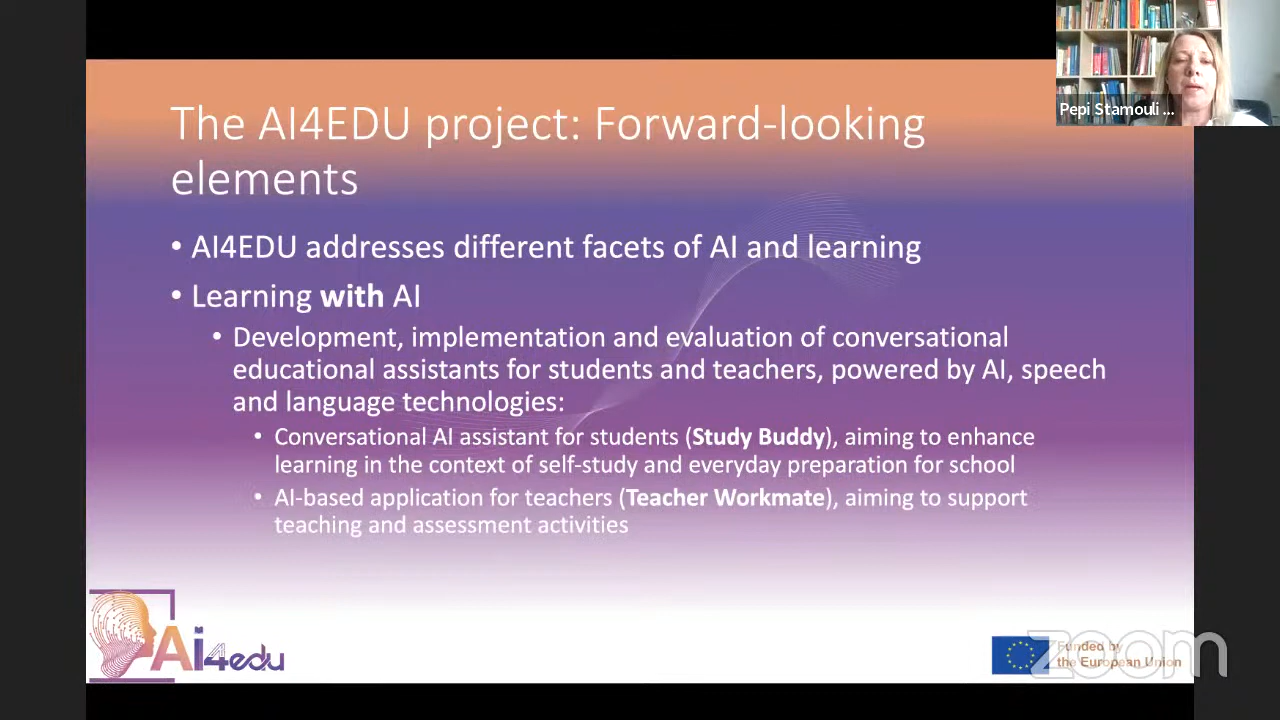 Pepi Stamouli ...
The AI4EDU project: Forward-looking
elements
• AI4EDU addresses different facets of AI and learning
• Learning with AI
• Development, implementation and evaluation of conversational
educational assistants for students and teachers, powered by AI, speech
and language technologies:
• Conversational AI assistant for students (Study Buddy), aiming to enhance
learning in the context of self-study and everyday preparation for school
• AI-based application for teachers (Teacher Workmate), aiming to support
teaching and assessment activities
Ai4edu
Funded by
the European Union
zoom